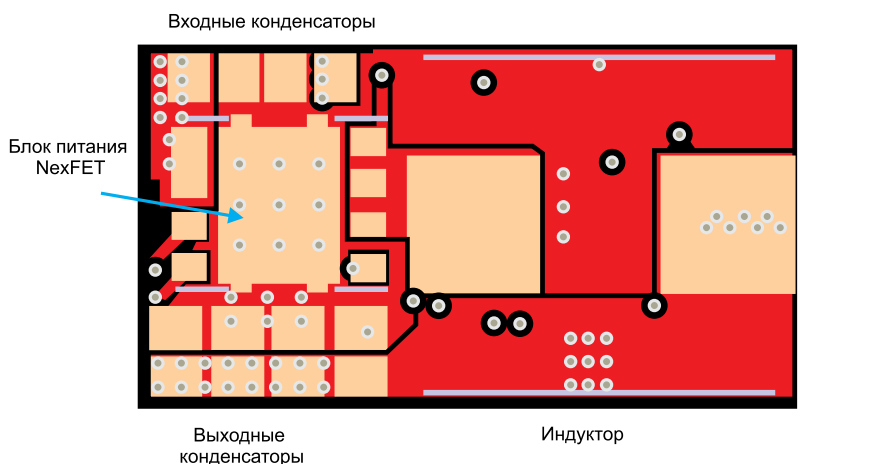 Входные конденсаторы
Блок питания
NexFET
Выходные
конденсаторы
Индуктор